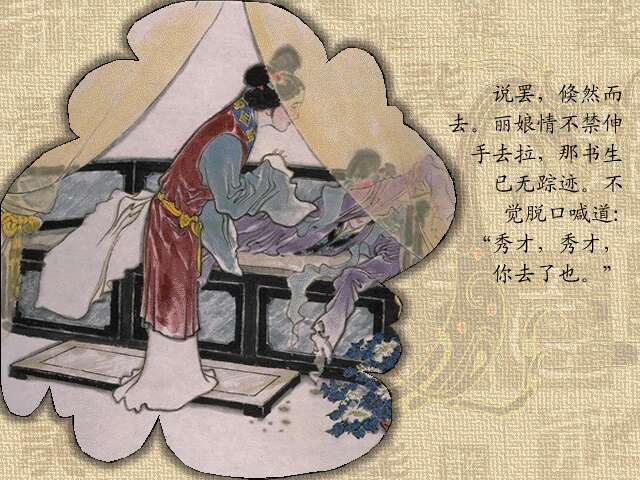 说罢，倏然而
去。丽娘情不禁伸
手去拉，那书生
已无踪迹。不
觉脱口喊道：
“秀才，秀才，
你去了也。”